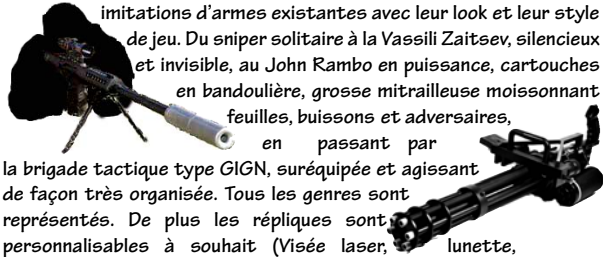 imitations d'armes existantes avec leur look et leur style
de jeu. Du sniper solitaire à la Vassili Zaitsev, silencieux
et invisible, au John Rambo en puissance, cartouches
en bandoulière, grosse mitrailleuse moissonnant
feuilles, buissons et adversaires,
en passant par
la brigade tactique type GIGN, suréquipée et agissant
de façon très organisée. Tous les genres sont
représentés. De plus les répliques sont
personnalisables à souhait (Visée laser, lunette,